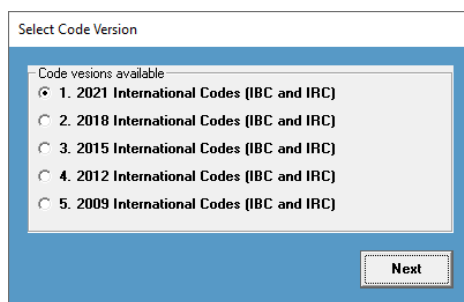 Select Code Version
Code vesions available
1. 2021 International Codes (IBC and IRC)
2. 2018 International Codes (IBC and IRC)
3. 2015 International Codes (IBC and IRC)
4. 2012 International Codes (IBC and IRC)
5. 2009 International Codes (IBC and IRC)
Next